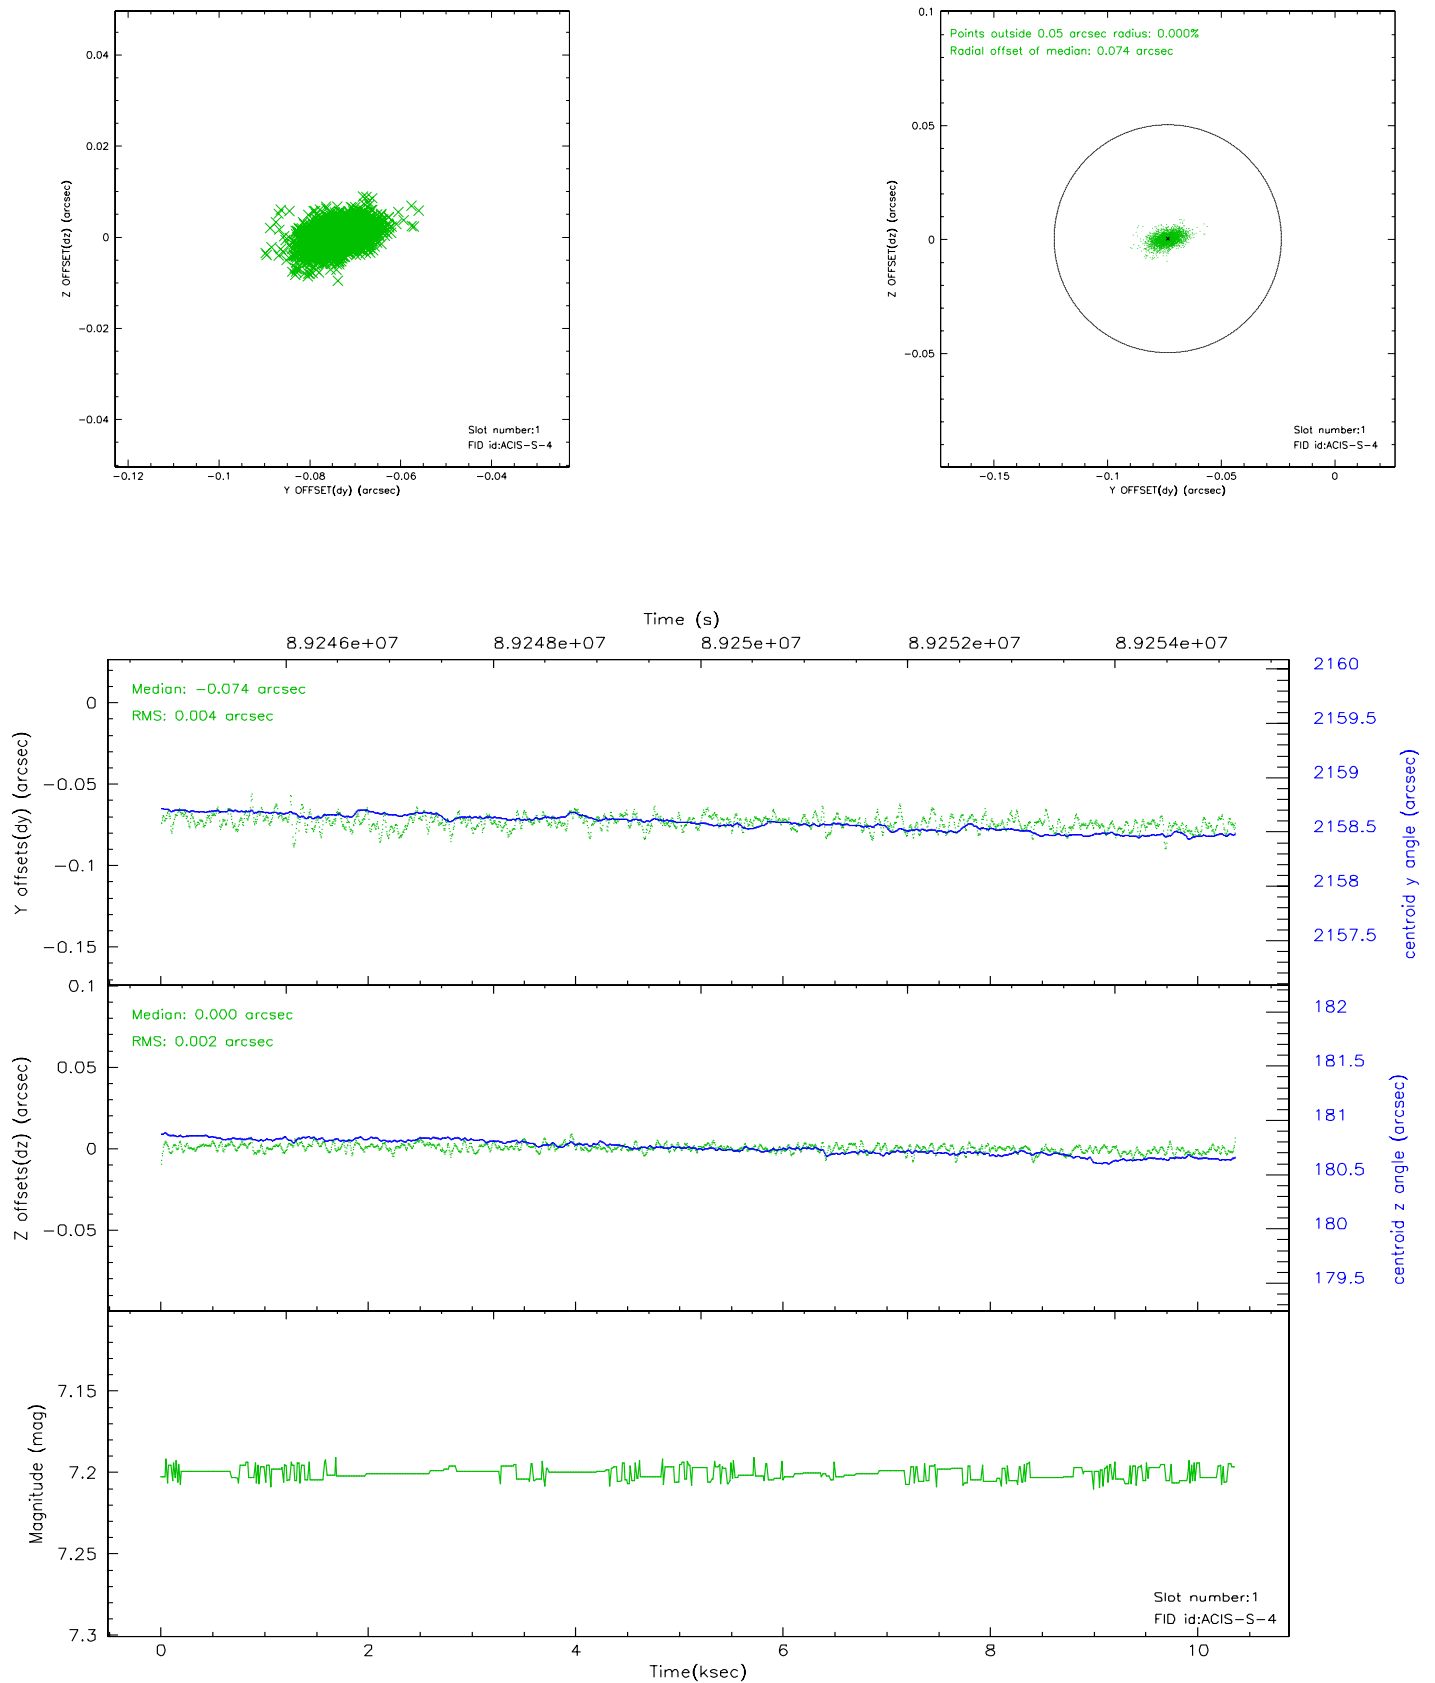 0.04
0.02
0
−0.02
−0.04
Z OFFSET(dz) (arcsec)
Slot number:1
FID id:ACIS−S−4
−0.12
−0.1
−0.08
−0.06
−0.04
Y OFFSET(dy) (arcsec)
0.1
Points outside 0.05 arcsec radius: 0.000%
Radial offset of median: 0.074 arcsec
0.05
0
−0.05
Z OFFSET(dz) (arcsec)
Slot number:1
FID id:ACIS−S−4
−0.15
−0.1
−0.05
0
Y OFFSET(dy) (arcsec)
Time (s)
8.9246e+07
8.9248e+07
8.925e+07
8.9252e+07
8.9254e+07
Median: −0.074 arcsec
RMS: 0.004 arcsec
0
−0.05
−0.1
−0.15
Y offsets(dy) (arcsec)
2160
2159.5
2159
2158.5
2158
2157.5
centroid y angle (arcsec)
0.1
Median: 0.000 arcsec
RMS: 0.002 arcsec
0.05
0
−0.05
Z offsets(dz) (arcsec)
182
181.5
181
180.5
180
179.5
centroid z angle (arcsec)
7.15
7.2
7.25
7.3
Magnitude (mag)
Slot number:1
FID id:ACIS−S−4
0
2
4
6
8
10
Time(ksec)